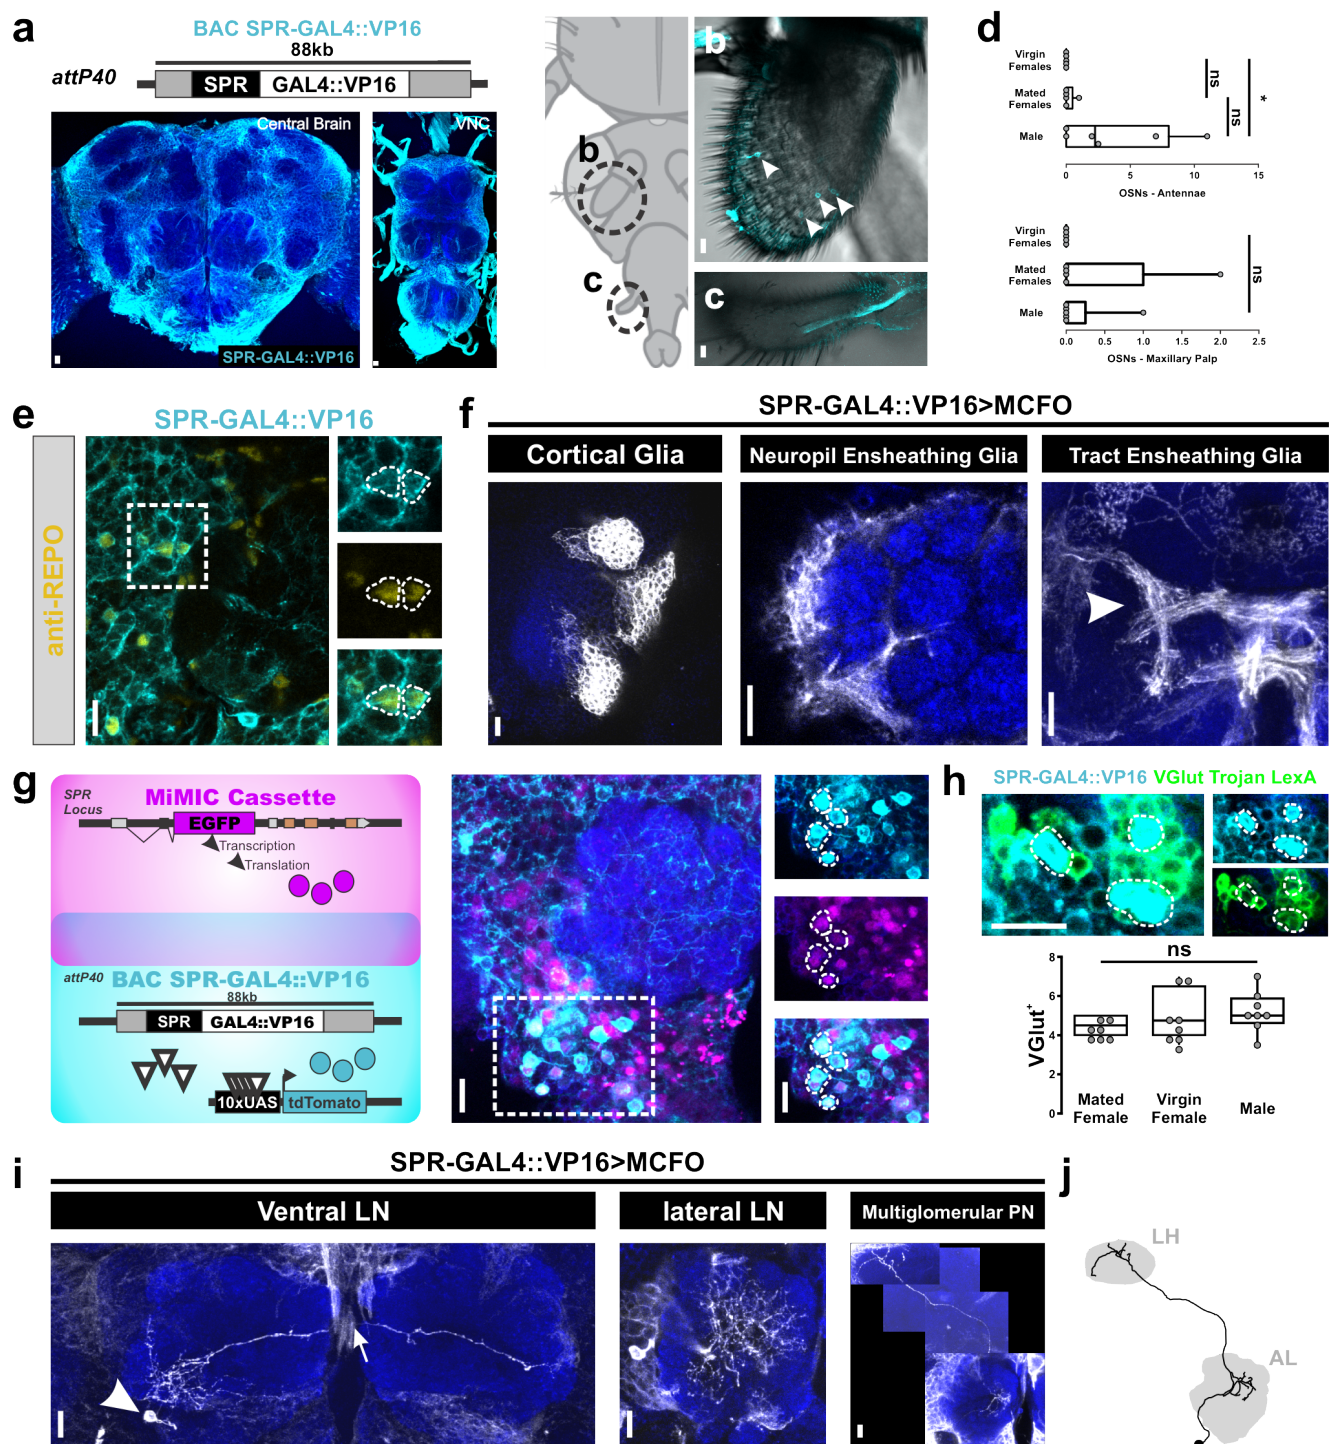 a
BAC SPR-GAL4::VP16
88kb
attP40
SPR
GAL4::VP16
Central Brain
VNC
SPR-GAL4::VP16
b
c
b
c
d
Virgin
Females
Mated
Females
Male
ns
ns
*
0
5
10
15
OSNs - Antennae
Virgin
Females
Mated
Females
Male
ns
0.0
0.5
1.0
1.5
2.0
2.5
OSNs - Maxillary Palp
e
SPR-GAL4::VP16
anti-REPO
f
SPR-GAL4::VP16>MCFO
Cortical Glia
Neuropil Ensheathing Glia
Tract Ensheathing Glia
g
SPR
Locus
MiMIC Cassette
EGFP
Transcription
Translation
attP40
BAC SPR-GAL4::VP16
88kb
SPR
GAL4::VP16
10xUAS
tdTomato
h
SPR-GAL4::VP16 VGlut Trojan LexA
ns
VGlut+
8
6
4
2
0
Mated
Female
Virgin
Female
Male
i
SPR-GAL4::VP16>MCFO
Ventral LN
lateral LN
Multiglomerular PN
j
LH
AL